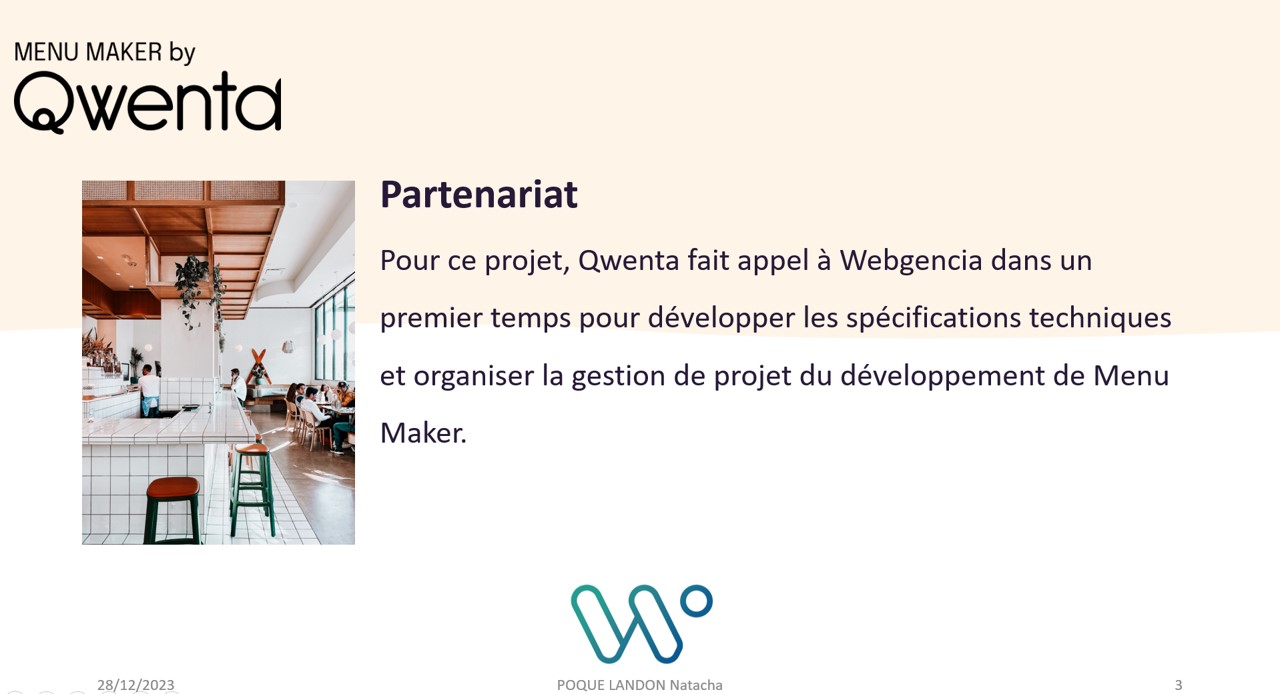 MENU MAKER by
Qwenta
Partenariat
Pour ce projet, Qwenta fait appel à Webgencia dans un
premier temps pour développer les spécifications techniques
et organiser la gestion de projet du développement de Menu
Maker.
28/12/2023
POQUE LANDON Natacha
3